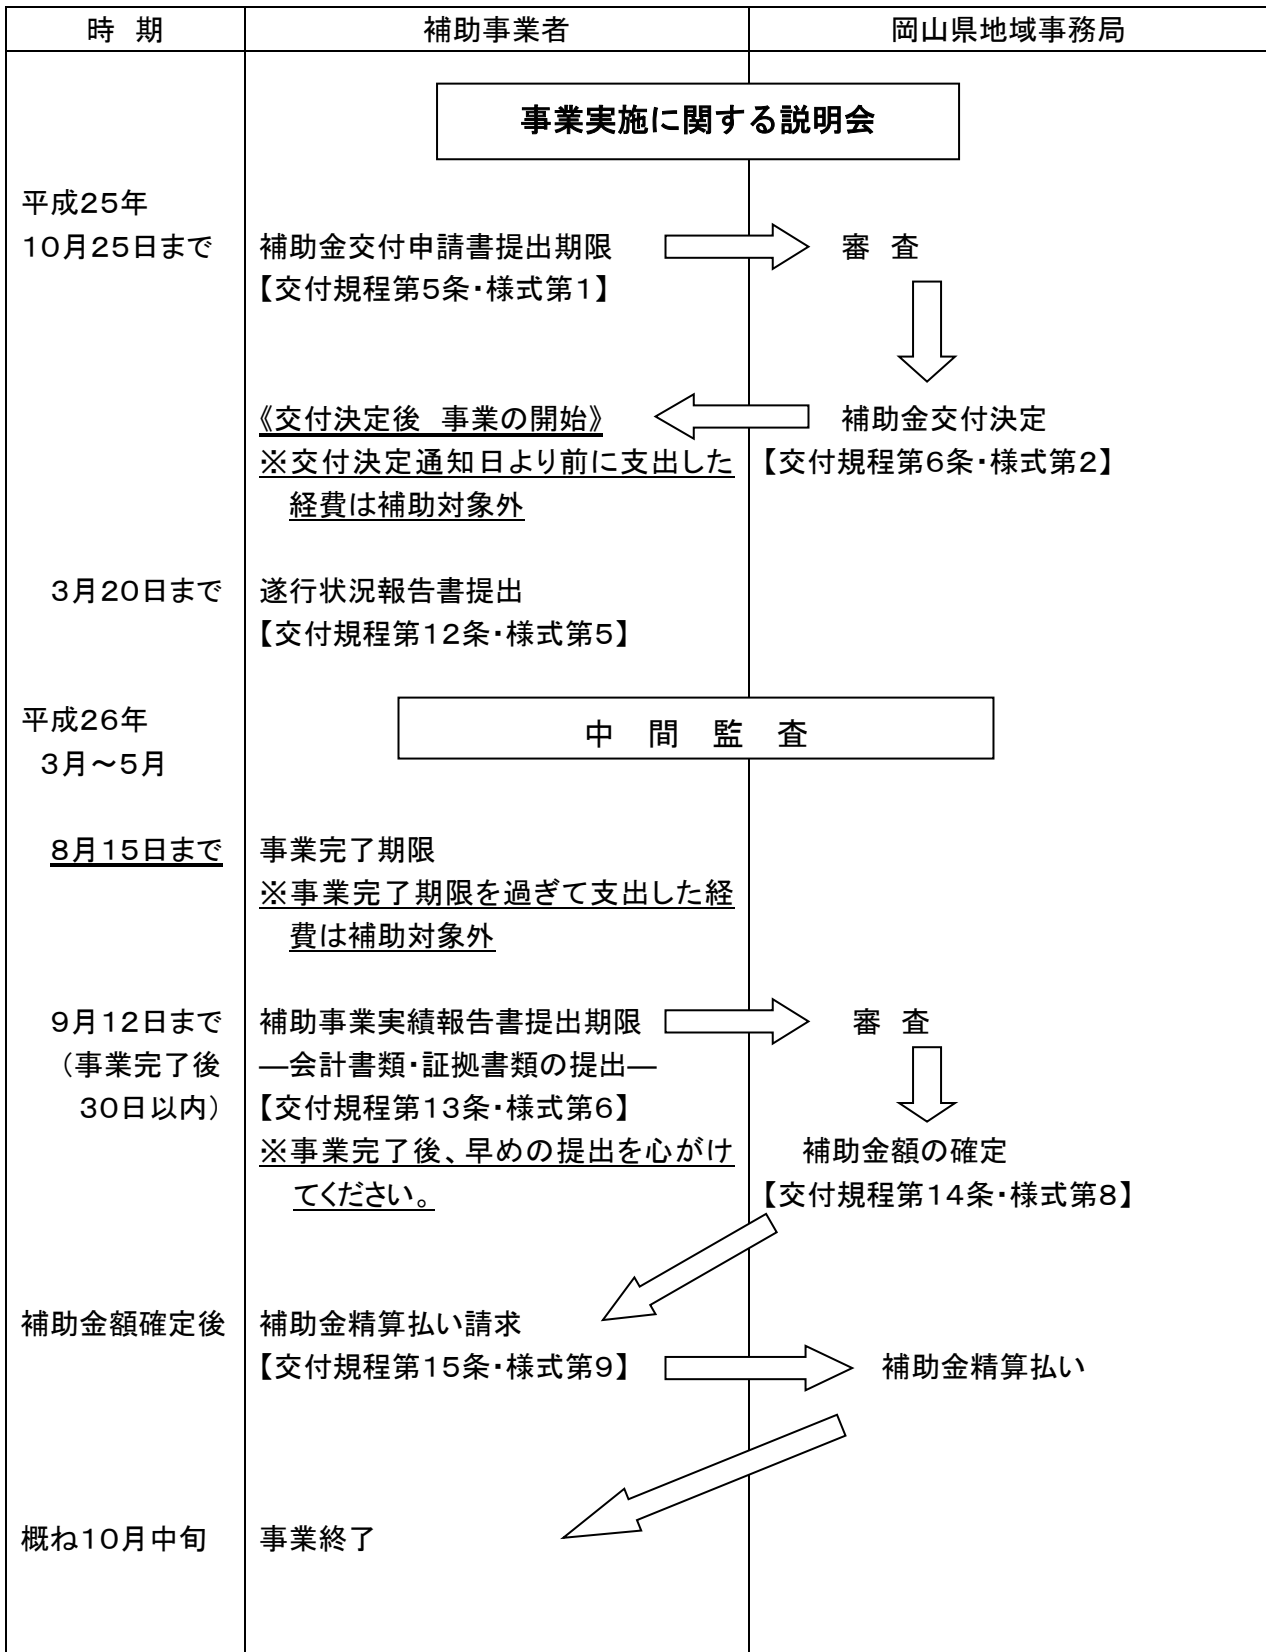 時 期 補助事業者 岡山県地域事務局
事業実施に関する説明会
平成25年
10月25日まで 補助金交付申請書提出期限 審 査
【交付規程第5条・様式第1】
《交付決定後 事業の開始》 補助金交付決定
※交付決定通知日より前に支出した 【交付規程第6条・様式第2】
経費は補助対象外
3月20日まで 遂行状況報告書提出
【交付規程第12条・様式第5】
平成26年
中 間 監 査
3月~5月
8月15日まで 事業完了期限
※事業完了期限を過ぎて支出した経
費は補助対象外
9月12日まで 補助事業実績報告書提出期限 審 査
(事業完了後 ―会計書類・証拠書類の提出―
30日以内) 【交付規程第13条・様式第6】
※事業完了後、早めの提出を心がけ 補助金額の確定
てください。 【交付規程第14条・様式第8】
補助金額確定後 補助金精算払い請求
【交付規程第15条・様式第9】 補助金精算払い
概ね10月中旬 事業終了